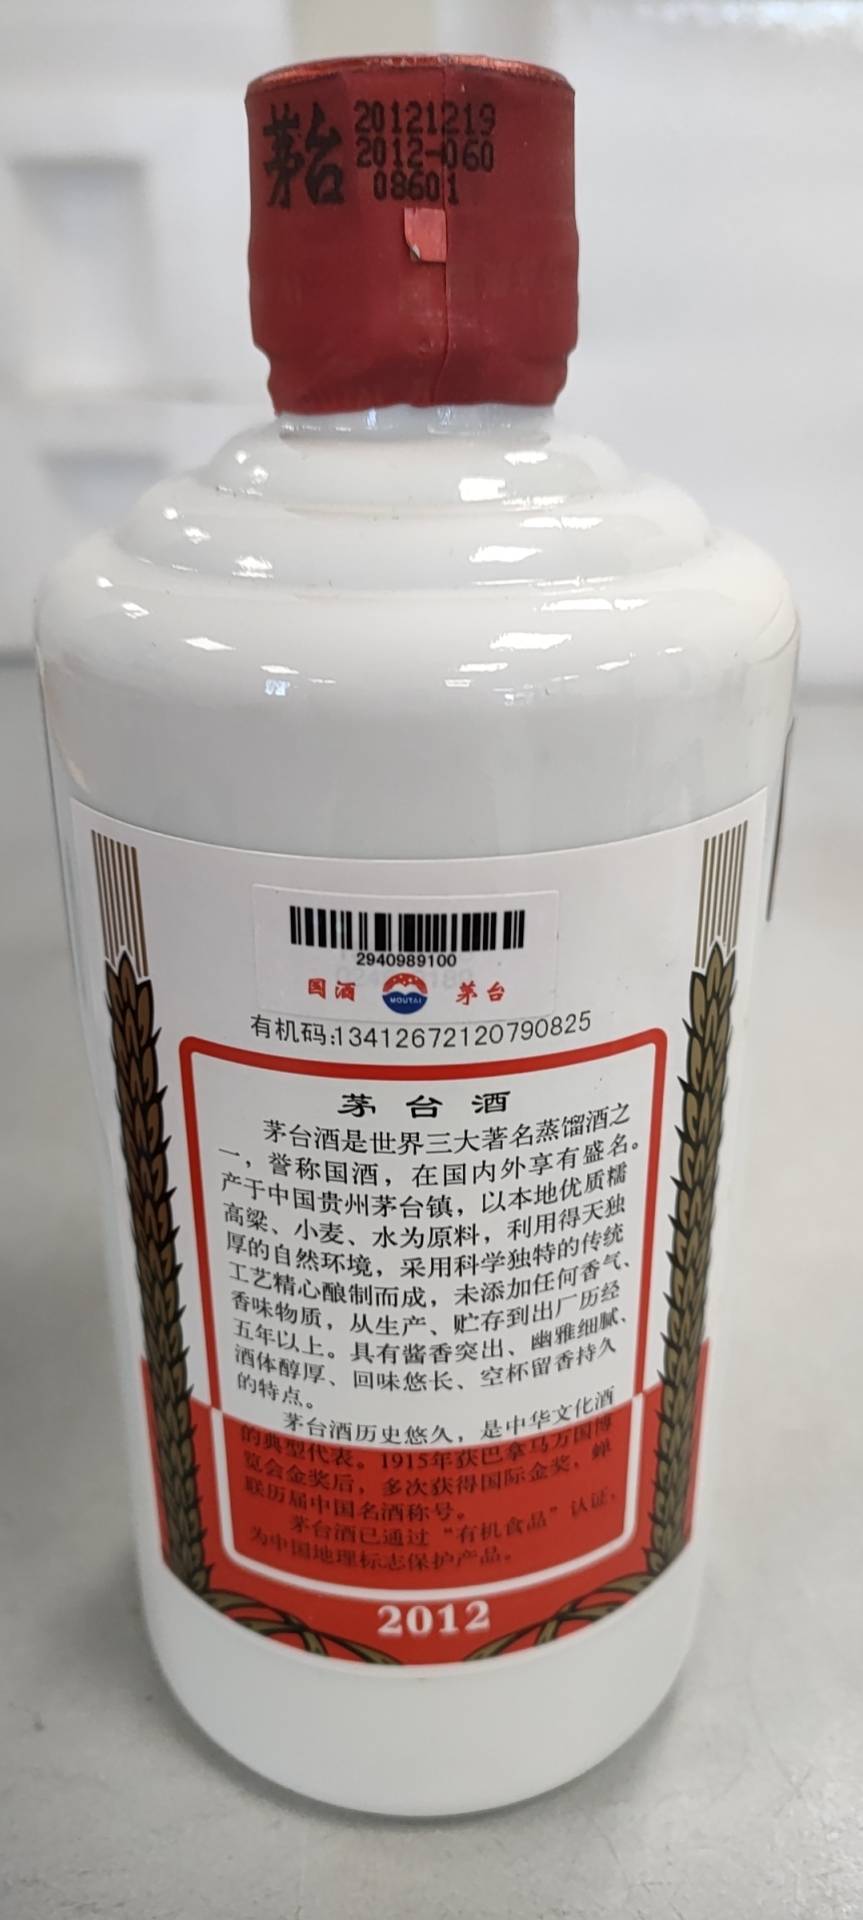 茅台
20121219
2012-060
08601
2940989100
国酒
MOUTAI
茅台
有机码:13412672120790825
茅台酒
茅台酒是世界三大著名蒸馏酒之
一，誉称国酒，在国内外享有盛名。
产于中国贵州茅台镇，以本地优质糯
高粱、小麦、水为原料，利用得天独
厚的自然环境，采用科学独特的传统
工艺精心酿制而成，未添加任何香气、
香味物质，从生产、贮存到出厂历经
五年以上。具有酱香突出、幽雅细腻、
酒体醇厚、回味悠长、空杯留香持久
的特点。
茅台酒历史悠久，是中华文化酒
的典型代表。1915年获巴拿马万国博
览会金奖后，多次获得国际金奖，蝉
联历届中国名酒称号。
茅台酒已通过“有机食品”认证，
为中国地理标志保护产品。
2012